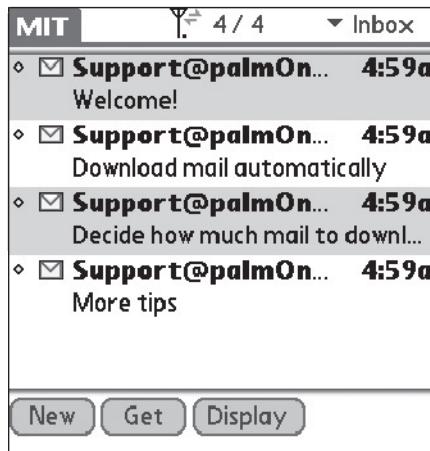 MIT 4 / 4 Inbox
Support@palmOn... 4:59a
Welcome!
Support@palmOn... 4:59a
Download mail automatically
Support@palmOn... 4:59a
Decide how much mail to downl...
Support@palmOn... 4:59a
More tips
New Get Display